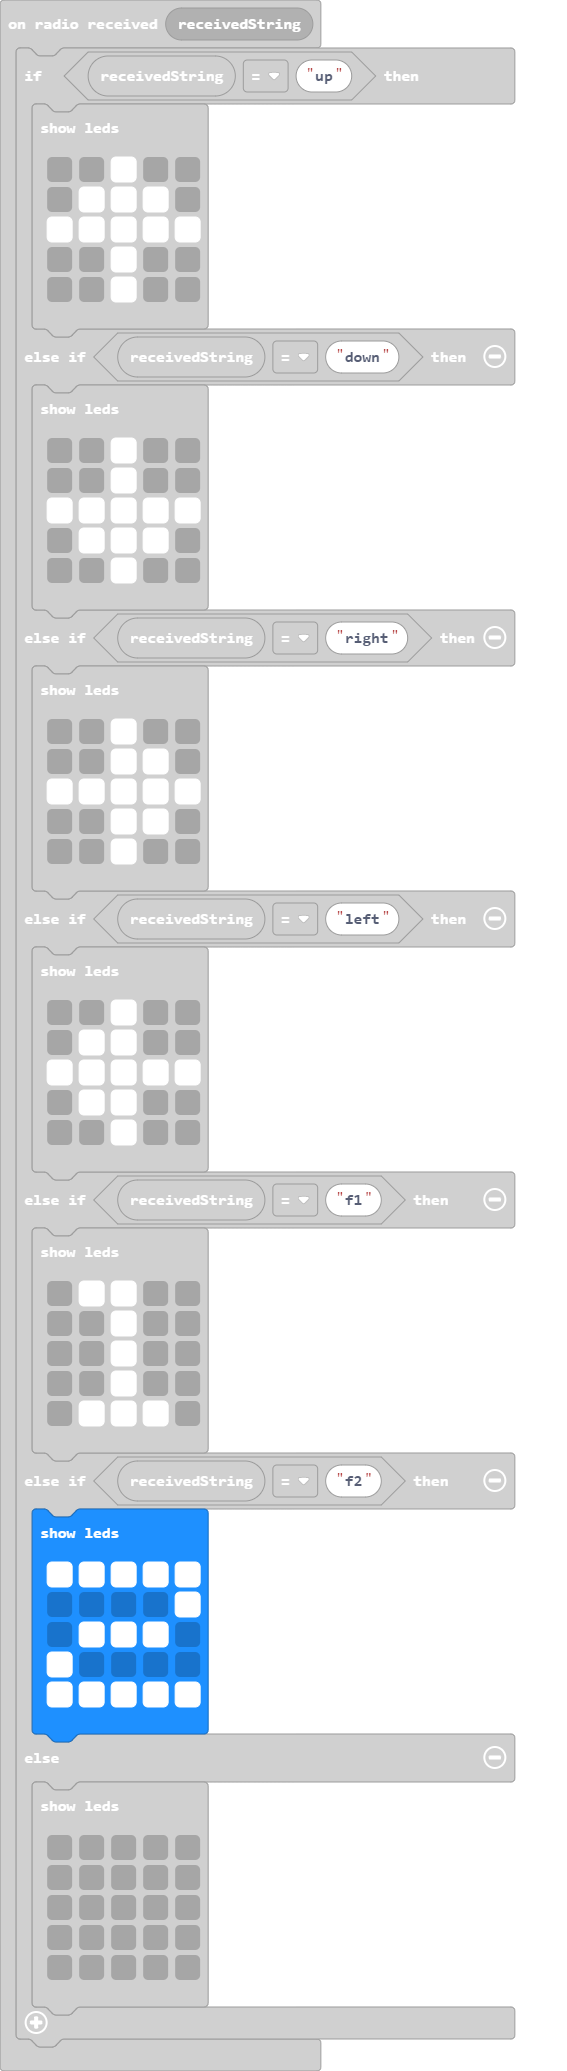 on radio received receivedString
if receivedString = "up" then
show leds
else if receivedString = "down" then
show leds
else if receivedString = "right" then
show leds
else if receivedString = "left" then
show leds
else if receivedString = "f1" then
show leds
else if receivedString = "f2" then
show leds
else
show leds